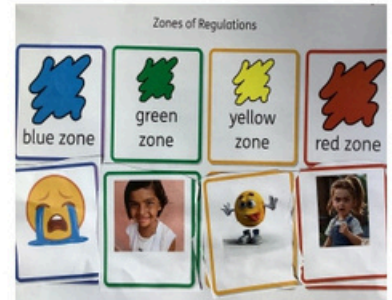 Zones of Regulations
blue zone
green
zone
yellow
zone
red zone